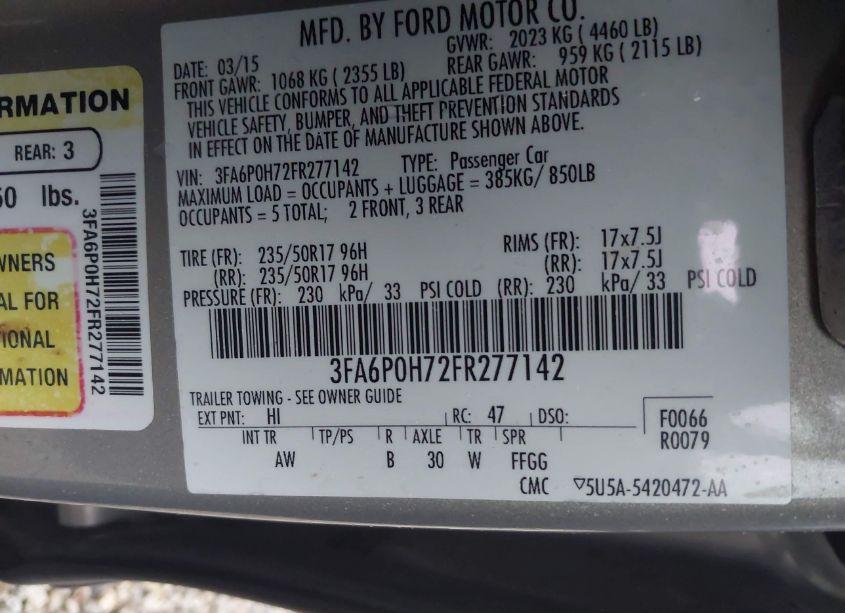 MFD. BY FORD MOTOR CO.
DATE: 03/15 GVWR: 2023 KG ( 4460 LB)
FRONT GAWR: 1068 KG ( 2355 LB) REAR GAWR: 959 KG ( 2115 LB)
THIS VEHICLE CONFORMS TO ALL APPLICABLE FEDERAL MOTOR
VEHICLE SAFETY, BUMPER, AND THEFT PREVENTION STANDARDS
IN EFFECT ON THE DATE OF MANUFACTURE SHOWN ABOVE.
VIN: 3FA6P0H72FR277142 TYPE: Passenger Car
MAXIMUM LOAD = OCCUPANTS + LUGGAGE = 385KG/ 850LB
OCCUPANTS = 5 TOTAL; 2 FRONT, 3 REAR
TIRE (FR): 235/50R17 96H RIMS (FR): 17x7.5J
(RR): 235/50R17 96H (RR): 17x7.5J
PRESSURE (FR): 230 kPa/ 33 PSI COLD (RR): 230 kPa/ 33 PSI COLD
3FA6P0H72FR277142
TRAILER TOWING - SEE OWNER GUIDE
EXT PNT: HI RC: 47 DSO: F0066
R0079
INT TR TP/PS R AXLE TR SPR
AW B 30 W FFGG
CMC ▽5U5A-5420472-AA
RMATION
REAR: 3
50 lbs.
WNERS
AL FOR
TIONAL
RMATION
3FA6P0H72FR277142